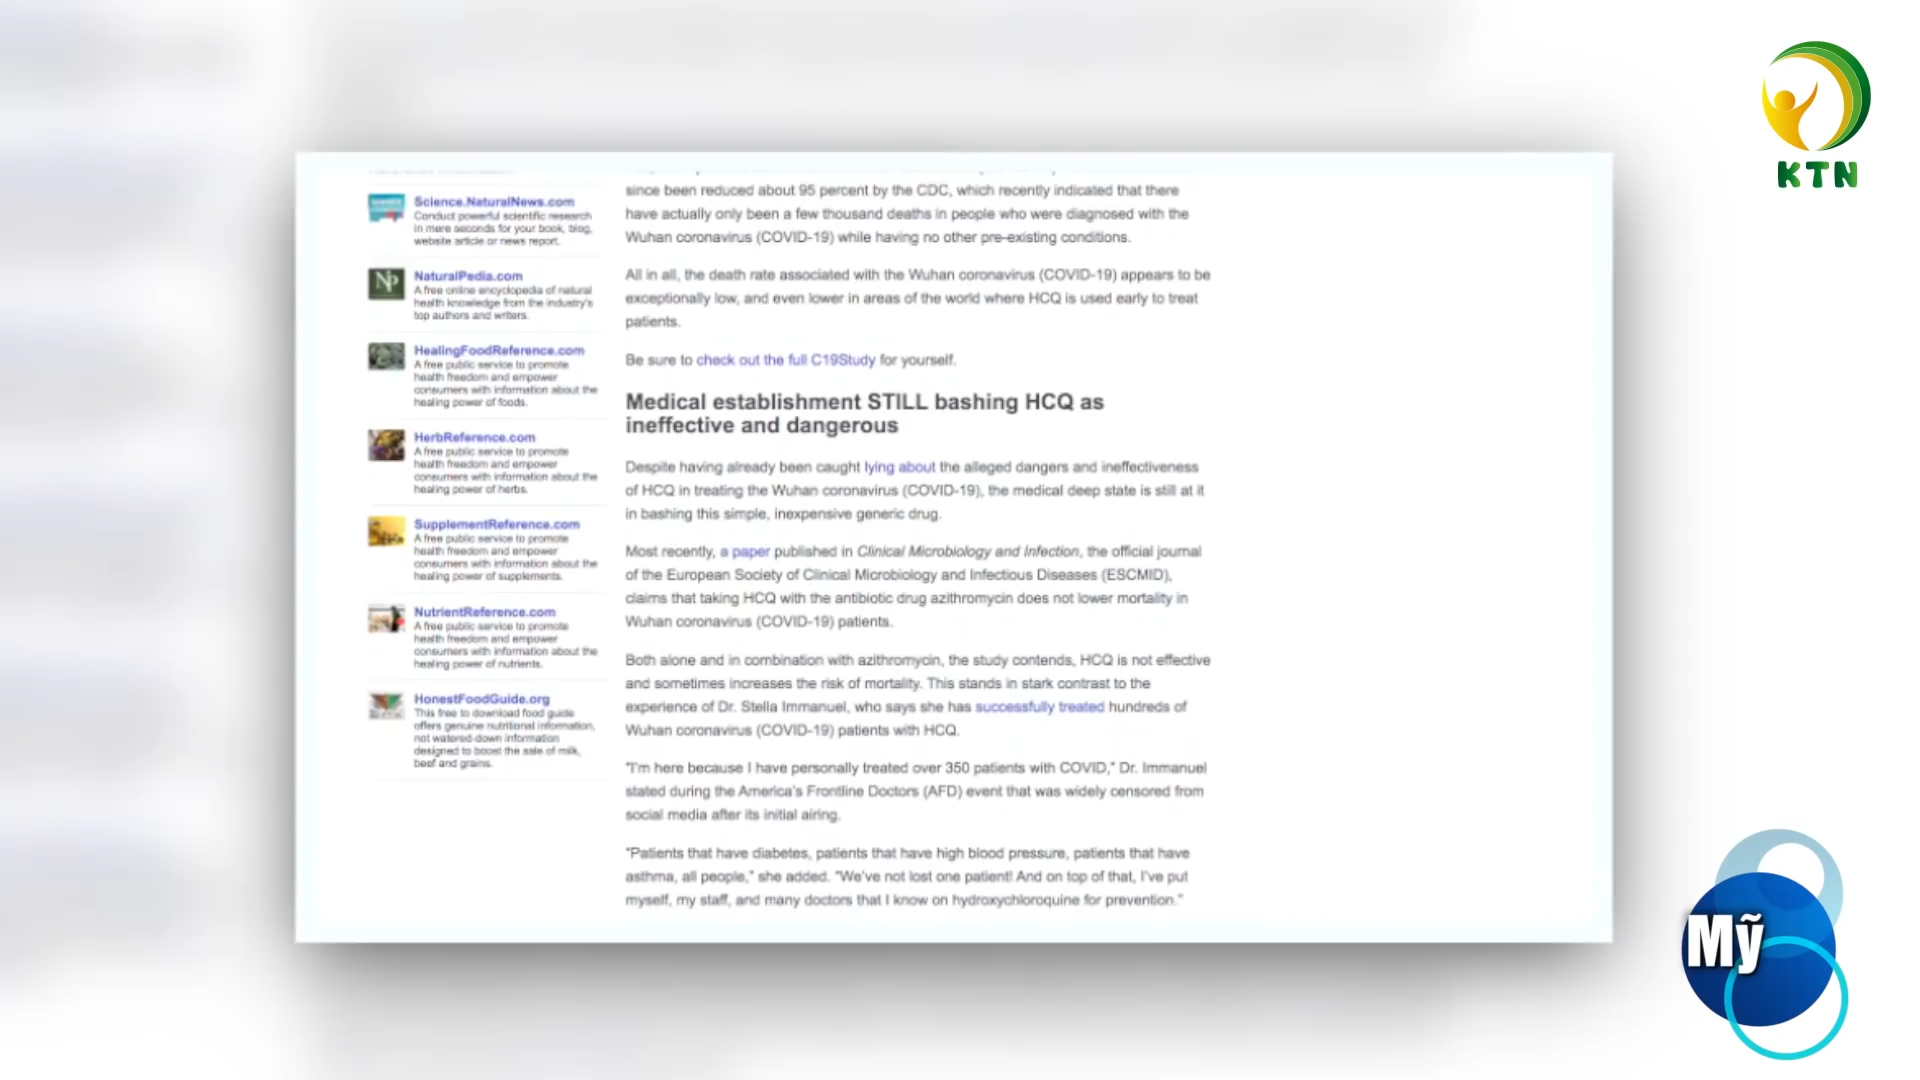 KTN
Science.NaturalNews.com
Conduct powerful scientific research
in mere seconds for your book, blog,
website article or news report.
NaturalPedia.com
A free online encyclopedia of natural
health knowledge from the industry's
top authors and writers.
HealingFoodReference.com
A free public service to promote
health freedom and empower
consumers with information about the
healing power of foods.
HerbReference.com
A free public service to promote
health freedom and empower
consumers with information about the
healing power of herbs.
SupplementReference.com
A free public service to promote
health freedom and empower
consumers with information about the
healing power of supplements.
NutrientReference.com
A free public service to promote
health freedom and empower
consumers with information about the
healing power of nutrients.
HonestFoodGuide.org
This free to download food guide
offers genuine nutritional information,
not watered-down information
designed to boost the sale of milk,
beef and grains.
since been reduced about 95 percent by the CDC, which recently indicated that there
have actually only been a few thousand deaths in people who were diagnosed with the
Wuhan coronavirus (COVID-19) while having no other pre-existing conditions.
All in all, the death rate associated with the Wuhan coronavirus (COVID-19) appears to be
exceptionally low, and even lower in areas of the world where HCQ is used early to treat
patients.
Be sure to check out the full C19Study for yourself.
Medical establishment STILL bashing HCQ as
ineffective and dangerous
Despite having already been caught lying about the alleged dangers and ineffectiveness
of HCQ in treating the Wuhan coronavirus (COVID-19), the medical deep state is still at it
in bashing this simple, inexpensive generic drug.
Most recently, a paper published in Clinical Microbiology and Infection, the official journal
of the European Society of Clinical Microbiology and Infectious Diseases (ESCMID),
claims that taking HCQ with the antibiotic drug azithromycin does not lower mortality in
Wuhan coronavirus (COVID-19) patients.
Both alone and in combination with azithromycin, the study contends, HCQ is not effective
and sometimes increases the risk of mortality. This stands in stark contrast to the
experience of Dr. Stella Immanuel, who says she has successfully treated hundreds of
Wuhan coronavirus (COVID-19) patients with HCQ.
"I'm here because I have personally treated over 350 patients with COVID," Dr. Immanuel
stated during the America's Frontline Doctors (AFD) event that was widely censored from
social media after its initial airing.
"Patients that have diabetes, patients that have high blood pressure, patients that have
asthma, all people," she added. "We've not lost one patient! And on top of that, I've put
myself, my staff, and many doctors that I know on hydroxychloroquine for prevention."
Mỹ